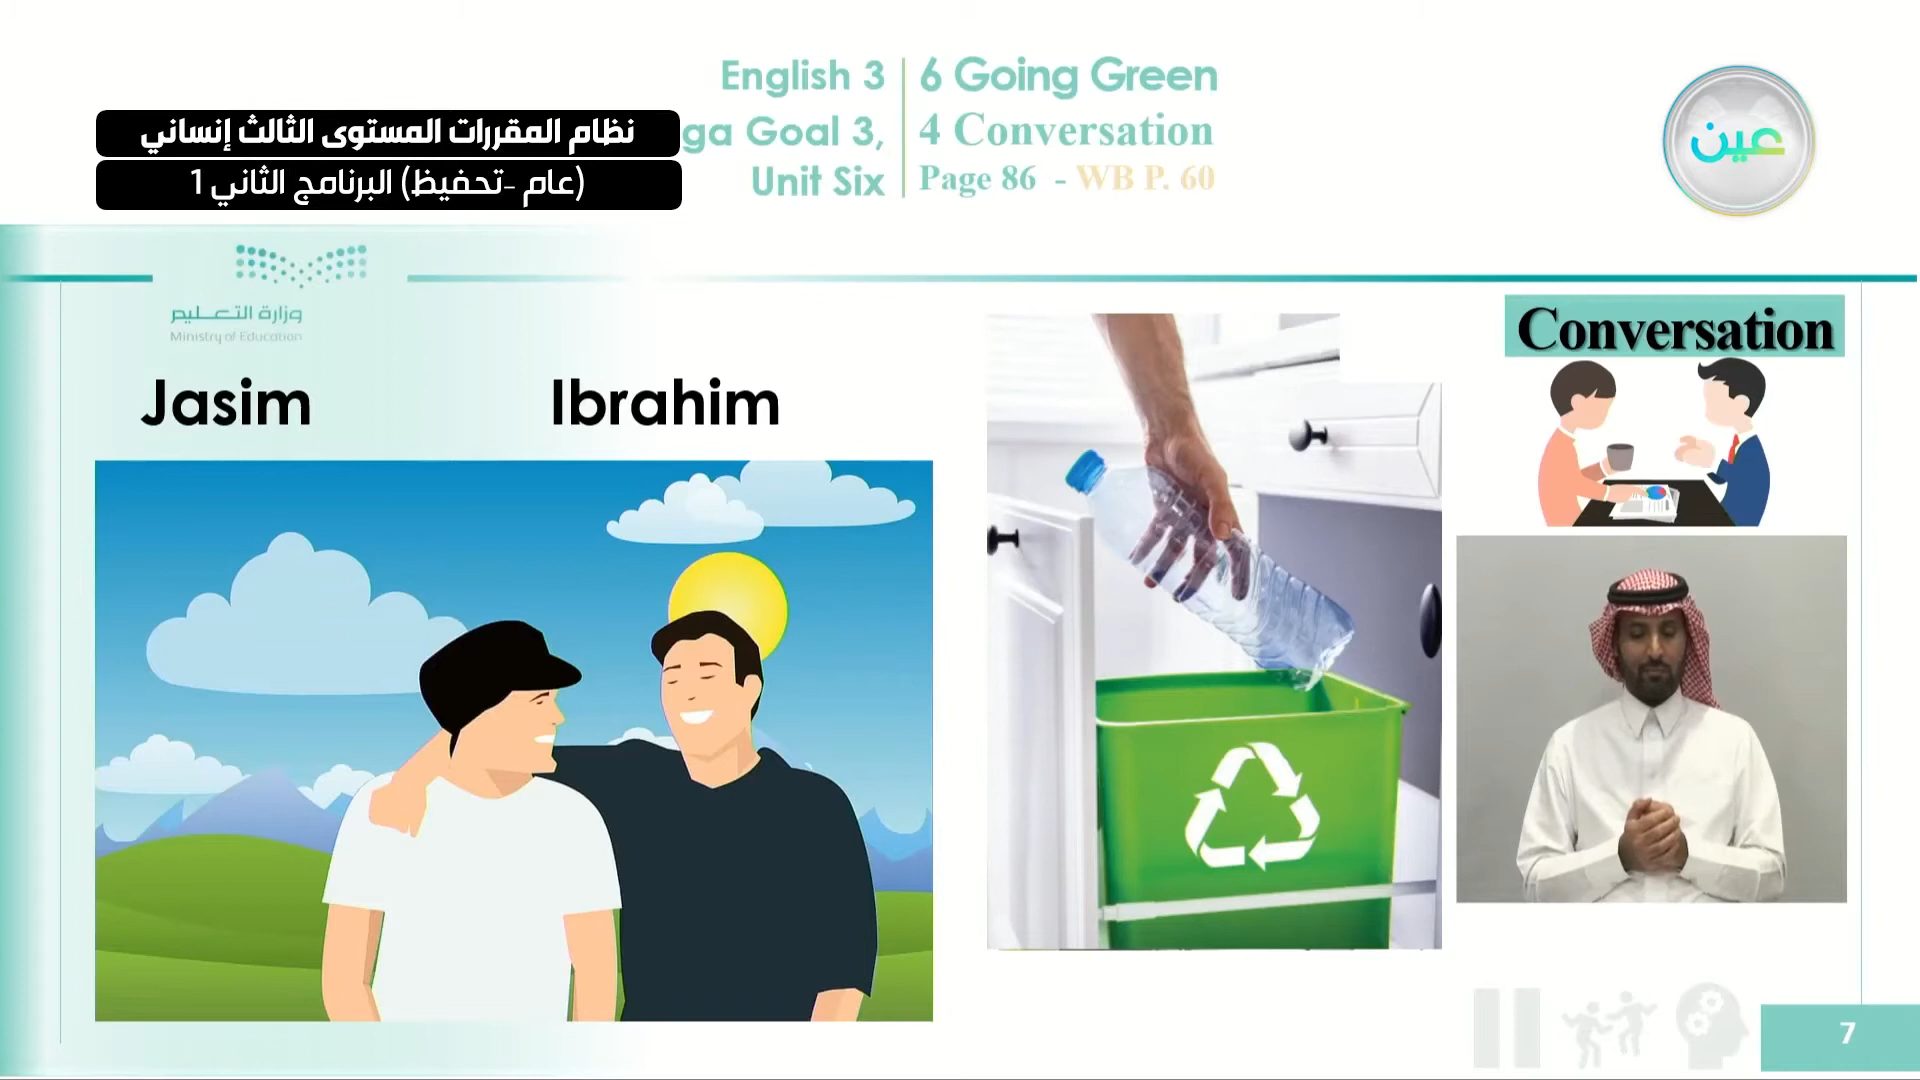 English 3
6 Going Green
نظام المقررات المستوى الثالث إنساني
ga Goal 3,
4 Conversation
(عام -تحفيظ) البرنامج الثاني 1
Unit Six
Page 86 - WB P. 60
عين
وزارة التعليم
Ministry of Education
Conversation
Jasim
Ibrahim
7